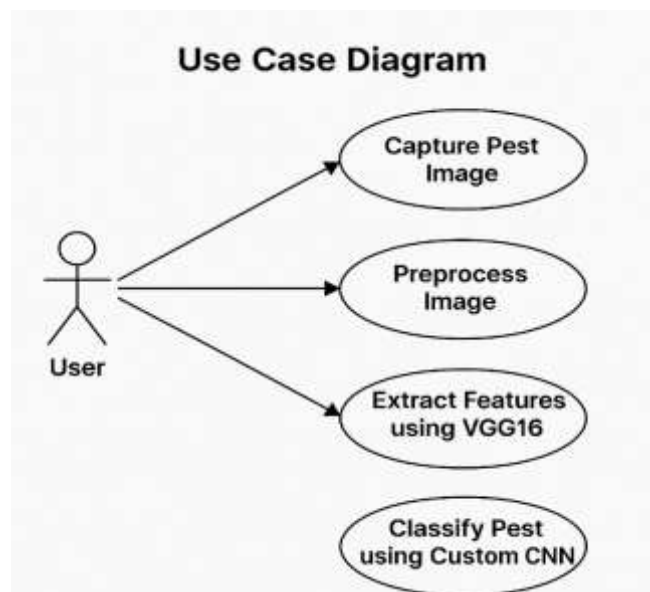 Use Case Diagram
Capture Pest
Image
Preprocess
Image
User
Extract Features
using VGG16
Classify Pest
using Custom CNN